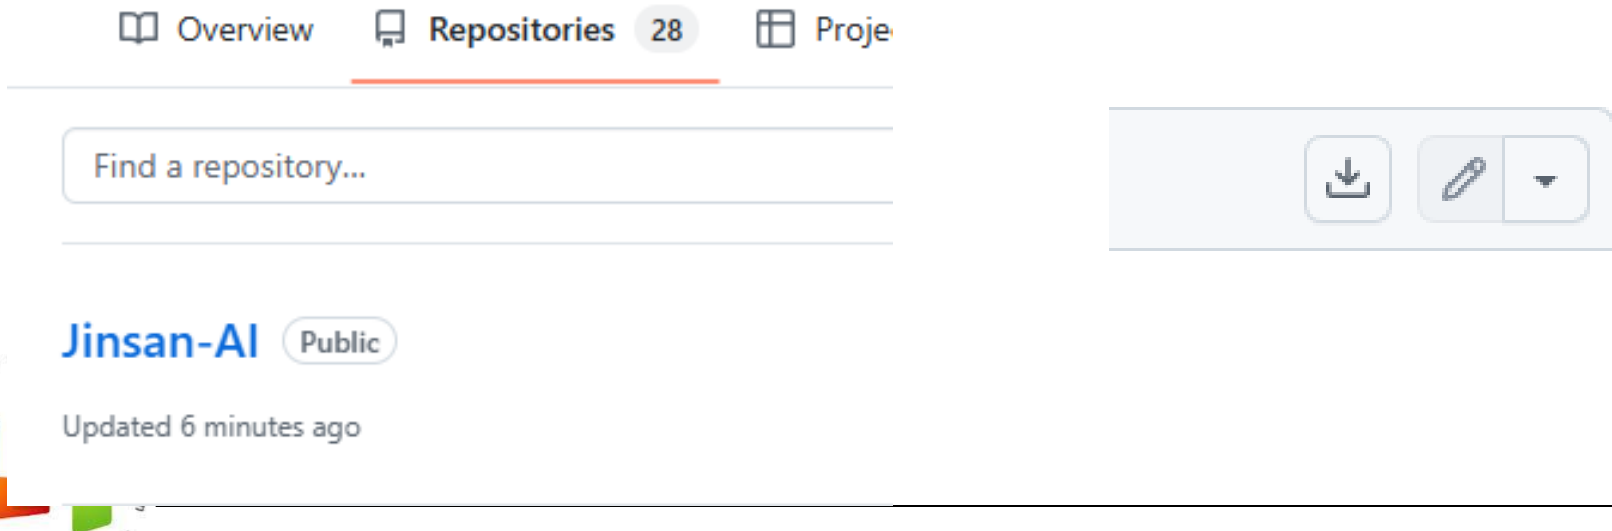 Overview Repositories 28 Proje
Find a repository...
Jinsan-AI Public
Updated 6 minutes ago